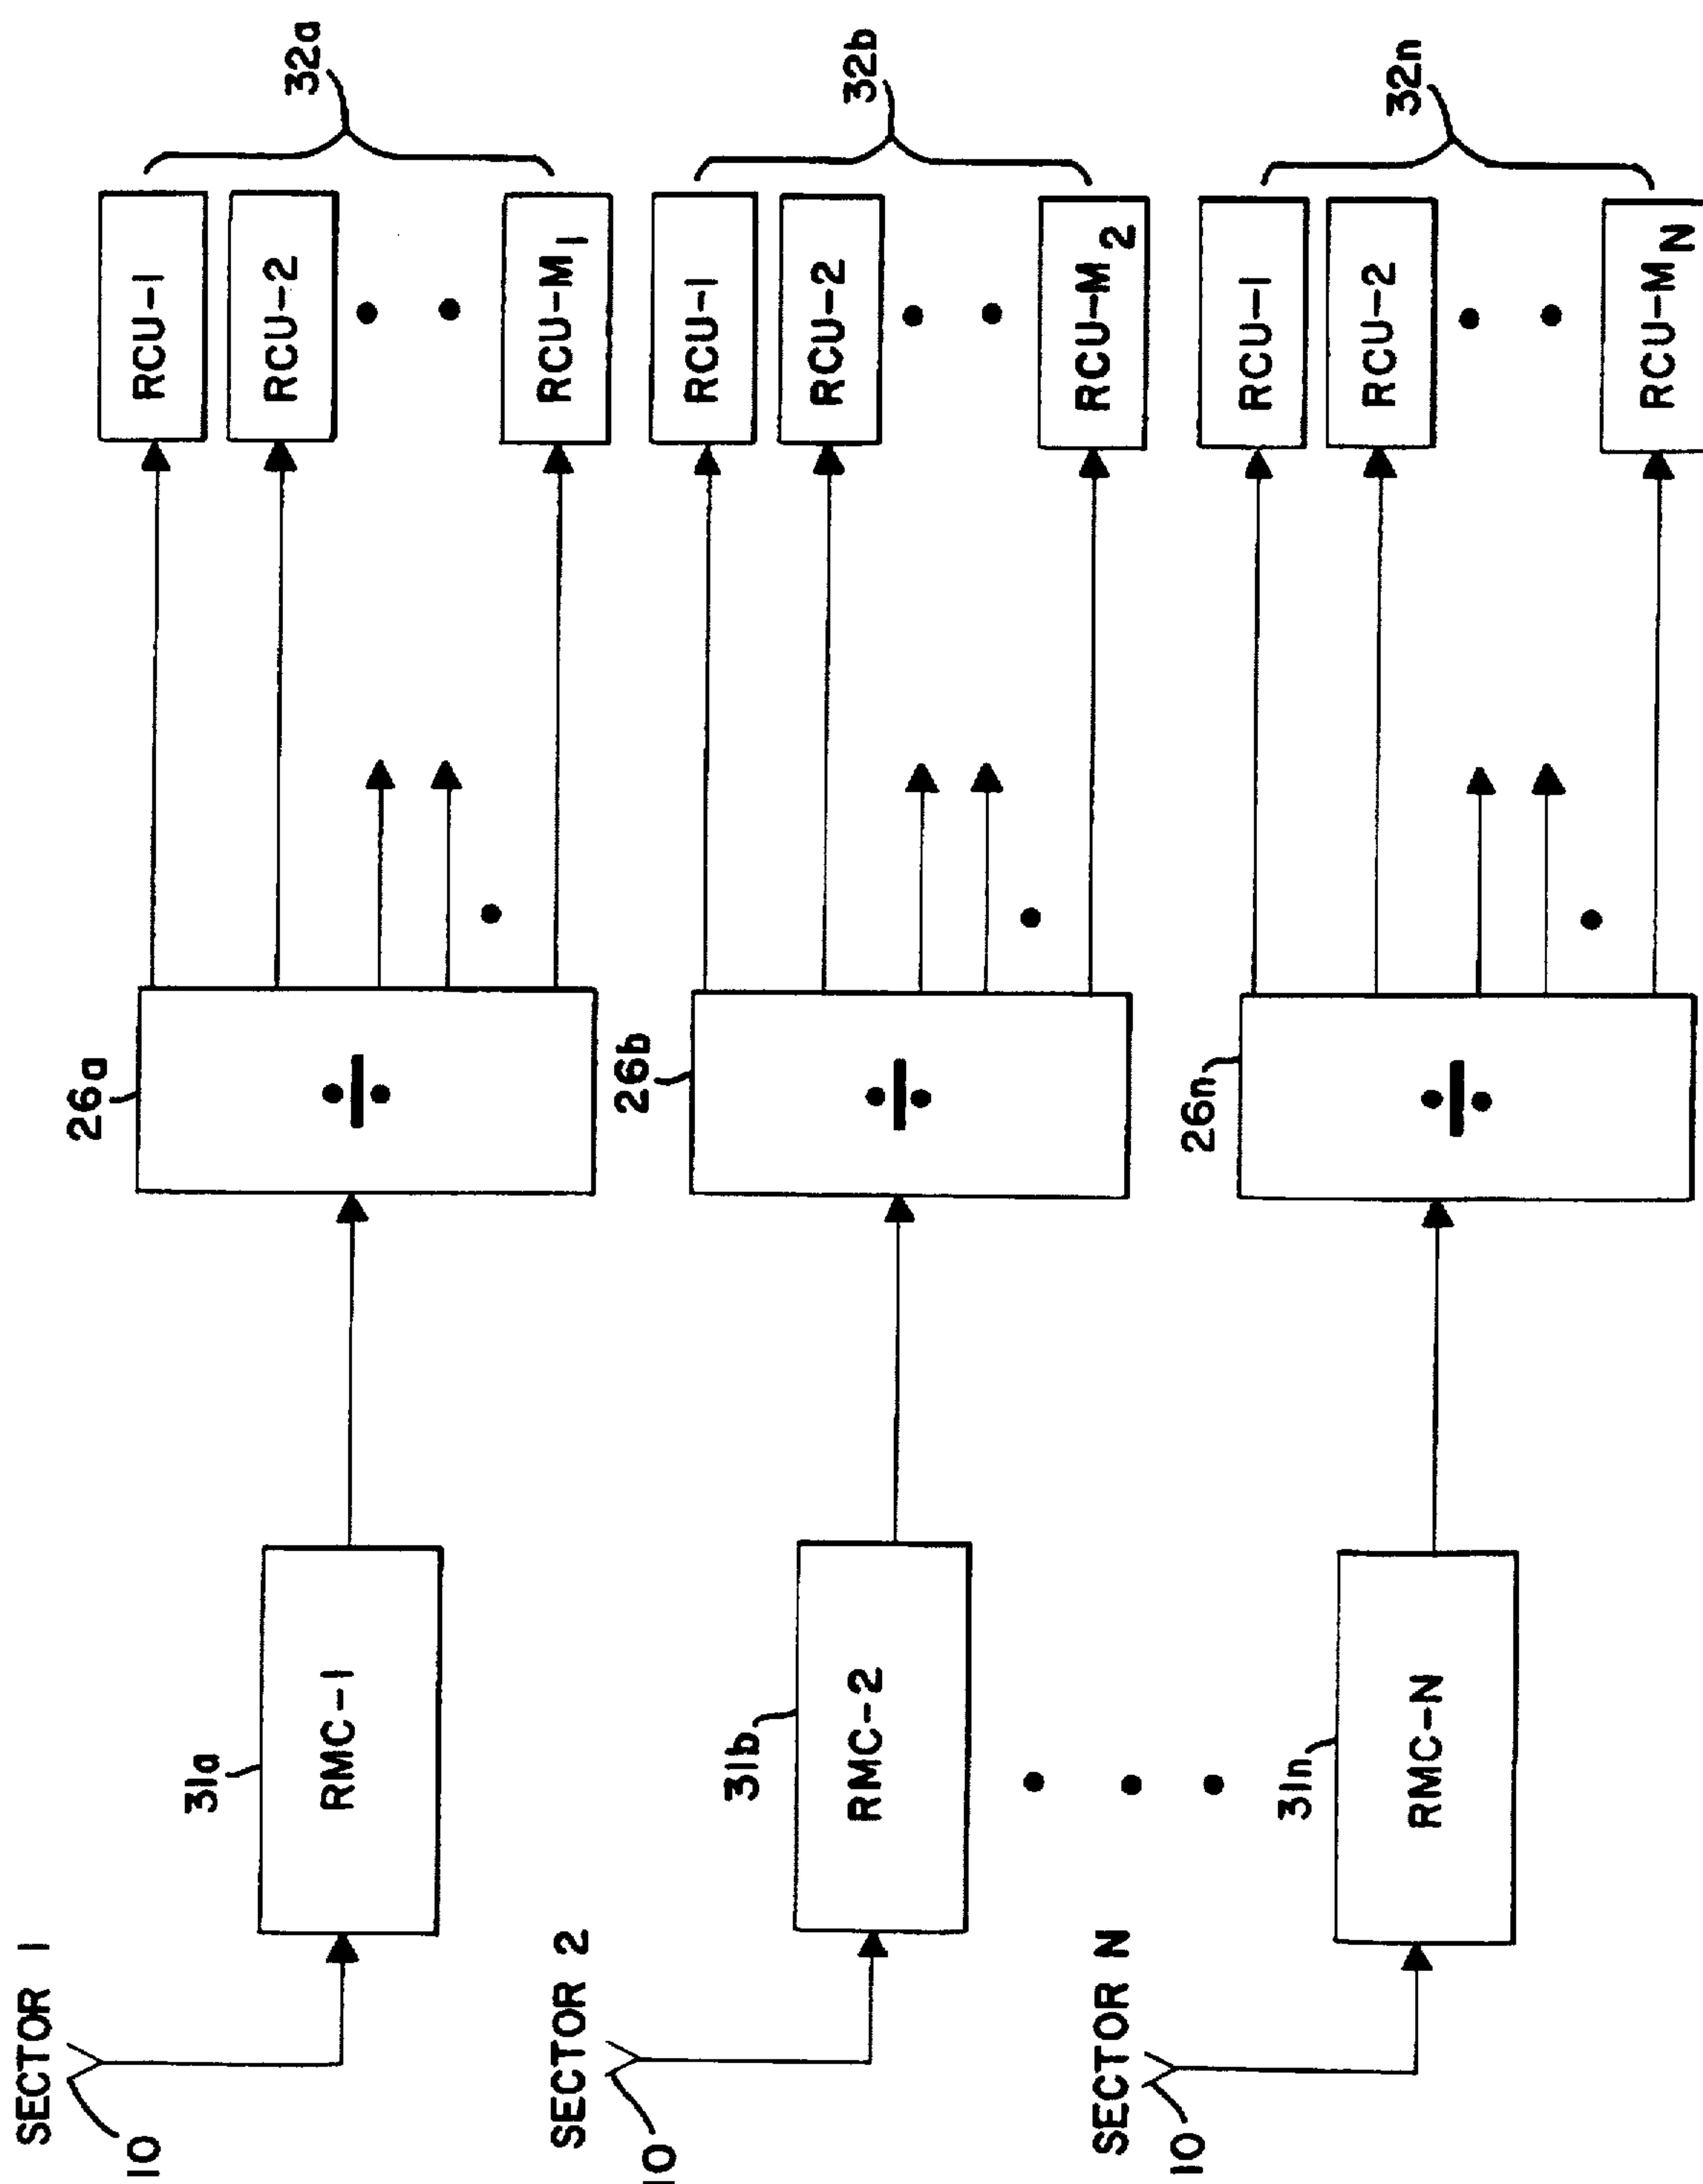 SECTOR 1
10
31a
RMC-1
26a
÷
RCU-1
RCU-2
RCU-M1
32a
SECTOR 2
10
31b
RMC-2
26b
÷
RCU-1
RCU-2
RCU-M2
32b
SECTOR N
10
31n
RMC-N
26n
÷
RCU-1
RCU-2
RCU-MN
32n